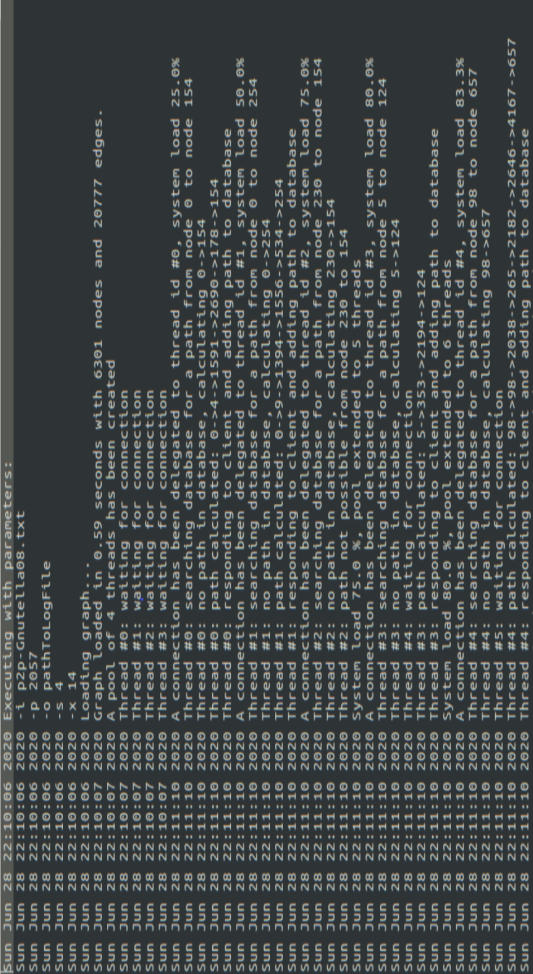 Sun Jun 28 22:10:06 2020 Executing with parameters:
Sun Jun 28 22:10:06 2020 -i p2p-Gnutella08.txt
Sun Jun 28 22:10:06 2020 -p 2057
Sun Jun 28 22:10:06 2020 -o pathToLogFile
Sun Jun 28 22:10:06 2020 -s 4
Sun Jun 28 22:10:06 2020 -x 14
Sun Jun 28 22:10:06 2020 Loading graph...
Sun Jun 28 22:10:07 2020 Graph loaded in 0.59 seconds with 6301 nodes and 20777 edges.
Sun Jun 28 22:10:07 2020 A pool of 4 threads has been created
Sun Jun 28 22:10:07 2020 Thread #0: waiting for connection
Sun Jun 28 22:10:07 2020 Thread #1: waiting for connection
Sun Jun 28 22:10:07 2020 Thread #2: waiting for connection
Sun Jun 28 22:10:07 2020 Thread #3: waiting for connection
Sun Jun 28 22:11:10 2020 A connection has been delegated to thread id #0, system load 25.0%
Sun Jun 28 22:11:10 2020 Thread #0: searching database for a path from node 0 to node 154
Sun Jun 28 22:11:10 2020 Thread #0: no path in database, calculating 0->154
Sun Jun 28 22:11:10 2020 Thread #0: path calculated: 0->4->1591->2690->178->154
Sun Jun 28 22:11:10 2020 Thread #0: responding to client and adding path to database
Sun Jun 28 22:11:10 2020 A connection has been delegated to thread id #1, system load 50.0%
Sun Jun 28 22:11:10 2020 Thread #1: searching database for a path from node 0 to node 254
Sun Jun 28 22:11:10 2020 Thread #1: no path in database, calculating 0->254
Sun Jun 28 22:11:10 2020 Thread #1: path calculated: 0->9->1394->1556->534->254
Sun Jun 28 22:11:10 2020 Thread #1: responding to client and adding path to database
Sun Jun 28 22:11:10 2020 A connection has been delegated to thread id #2, system load 75.0%
Sun Jun 28 22:11:10 2020 Thread #2: searching database for a path from node 230 to node 154
Sun Jun 28 22:11:10 2020 Thread #2: no path in database, calculating 230->154
Sun Jun 28 22:11:10 2020 Thread #2: path not possible from node 230 to 154
Sun Jun 28 22:11:10 2020 System load 75.0 %, pool extended to 5 threads
Sun Jun 28 22:11:10 2020 A connection has been delegated to thread id #3, system load 80.0%
Sun Jun 28 22:11:10 2020 Thread #3: searching database for a path from node 5 to node 124
Sun Jun 28 22:11:10 2020 Thread #3: no path in database, calculating 5->124
Sun Jun 28 22:11:10 2020 Thread #4: waiting for connection
Sun Jun 28 22:11:10 2020 Thread #3: path calculated: 5->353->2194->124
Sun Jun 28 22:11:10 2020 Thread #3: responding to client and adding path to database
Sun Jun 28 22:11:10 2020 System load 80.0 %, pool extended to 6 threads
Sun Jun 28 22:11:10 2020 A connection has been delegated to thread id #4, system load 83.3%
Sun Jun 28 22:11:10 2020 Thread #4: searching database for a path from node 98 to node 657
Sun Jun 28 22:11:10 2020 Thread #4: no path in database, calculating 98->657
Sun Jun 28 22:11:10 2020 Thread #5: waiting for connection
Sun Jun 28 22:11:10 2020 Thread #4: path calculated: 98->98->2038->265->2182->2646->4167->657
Sun Jun 28 22:11:10 2020 Thread #4: responding to client and adding path to database